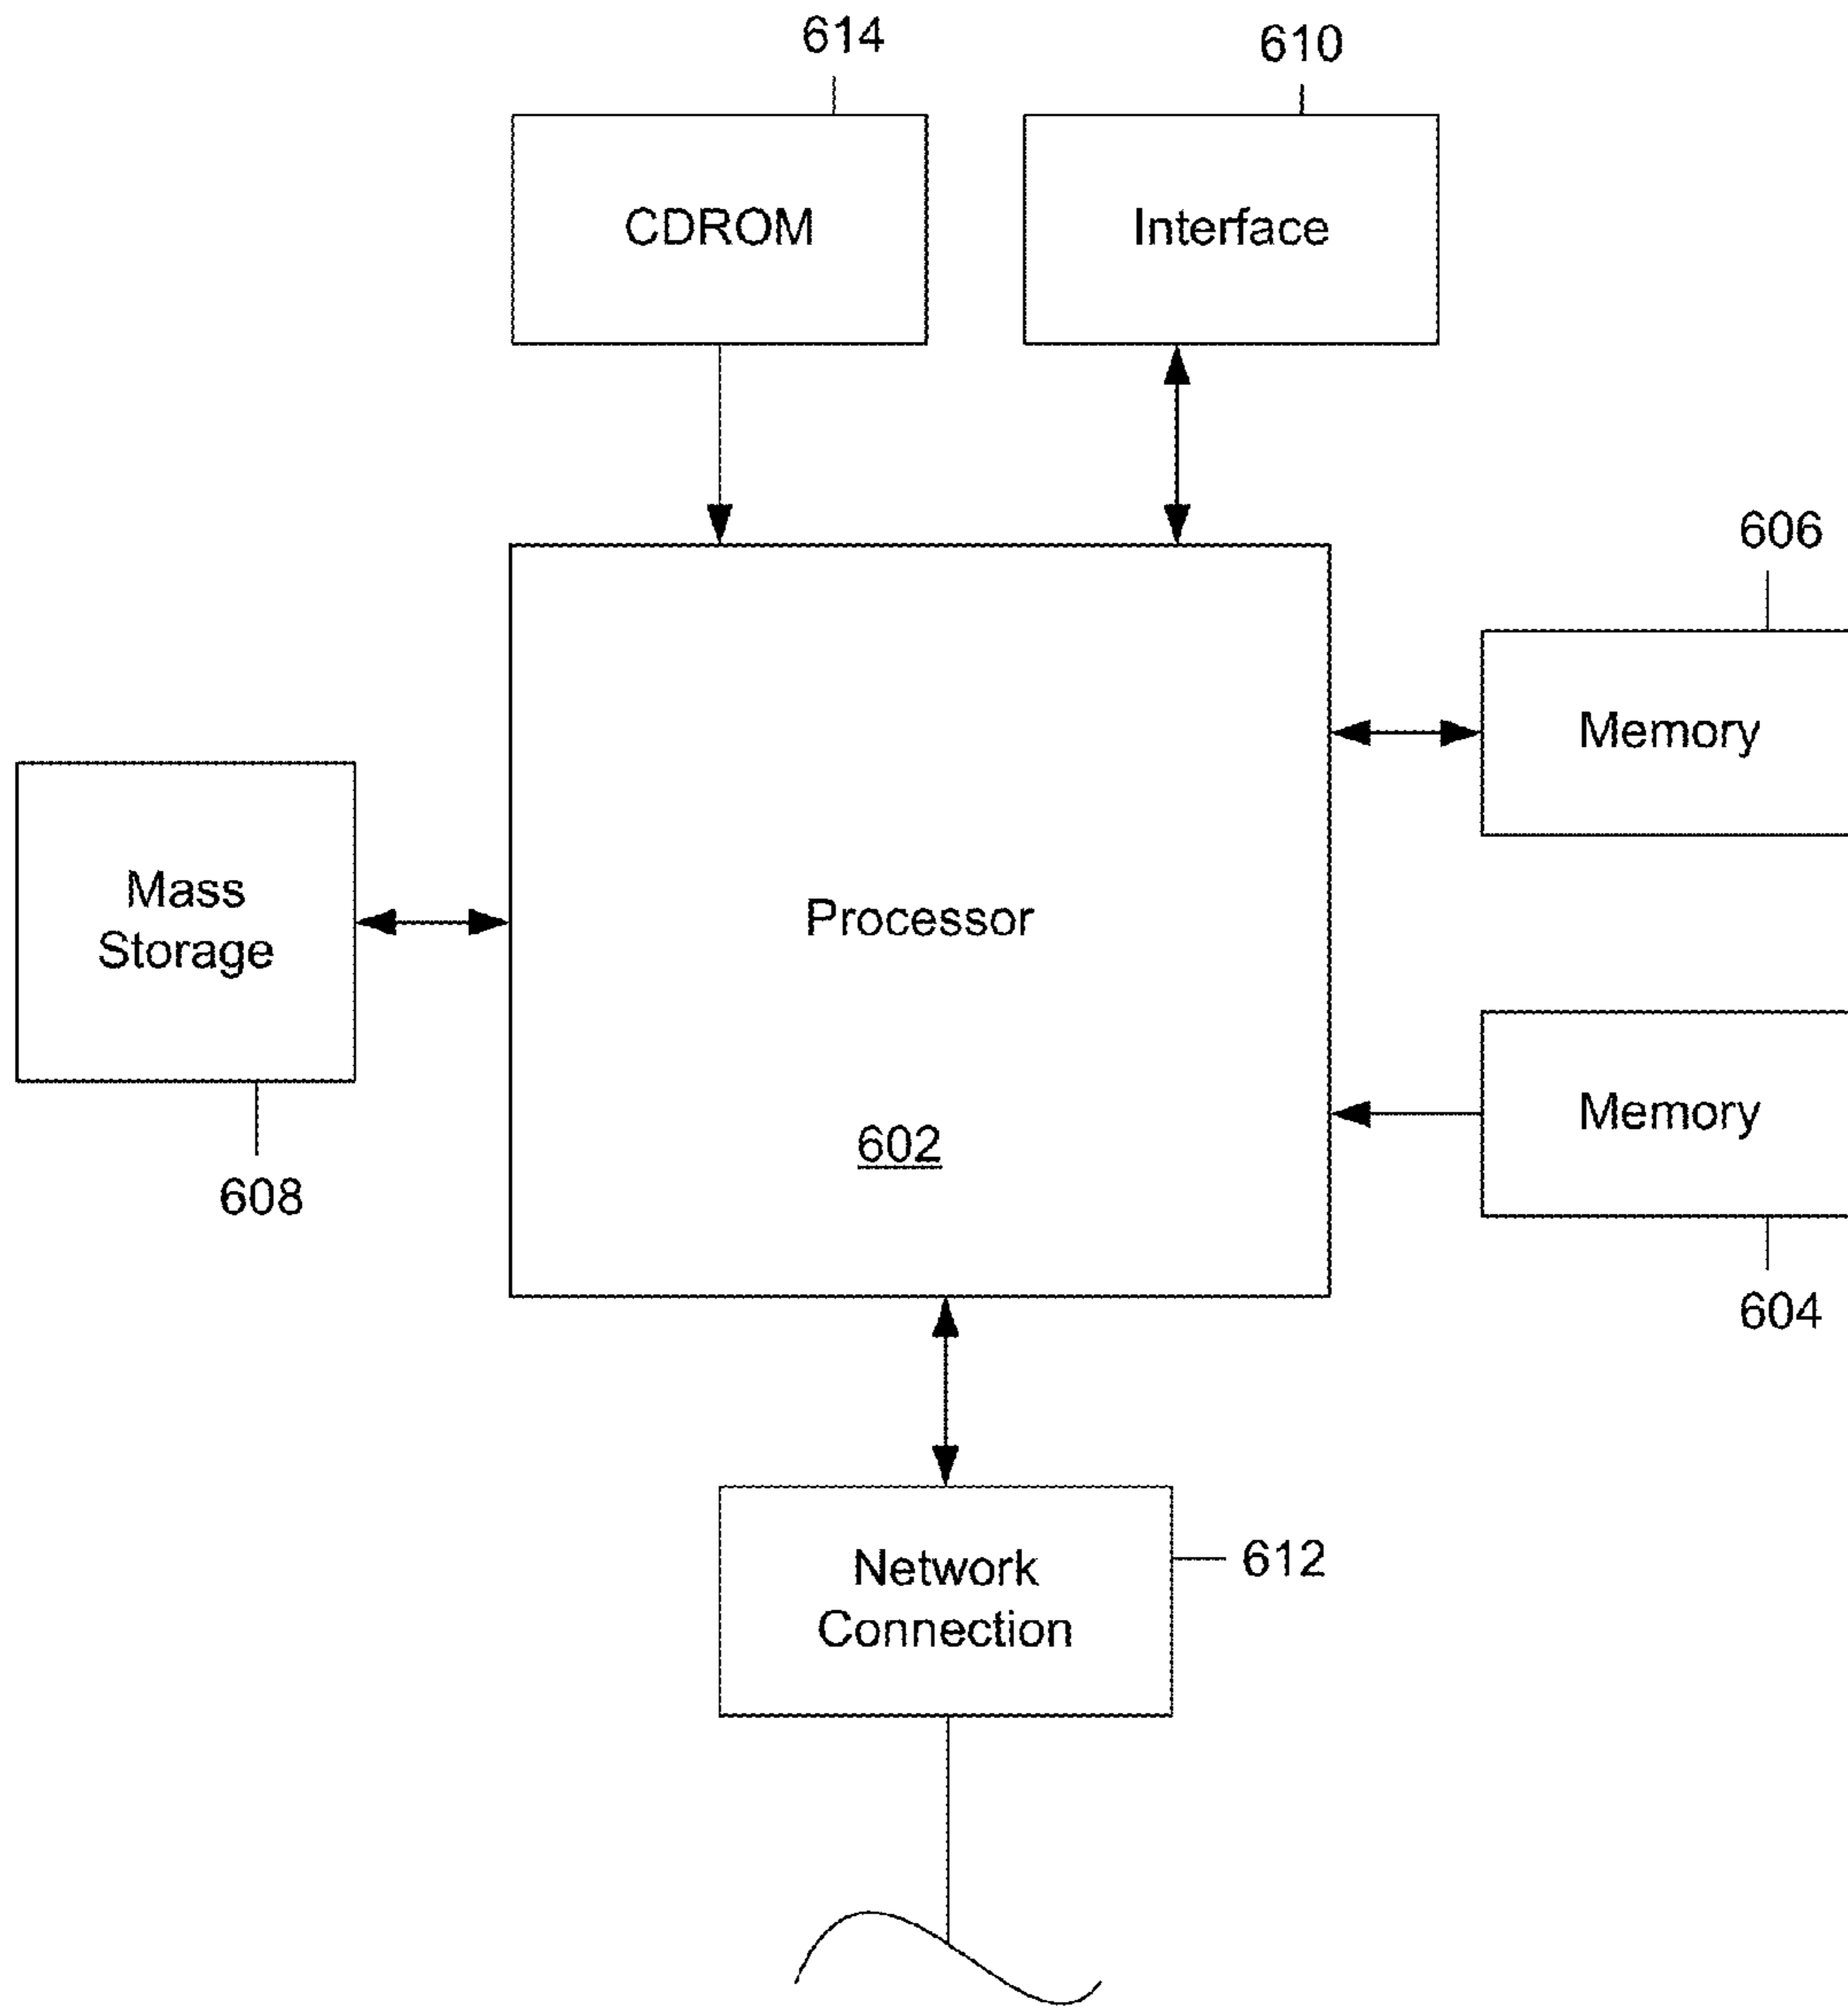 614
610
CDROM
Interface
606
Memory
Mass
Storage
Processor
Memory
602
608
604
Network
Connection
612